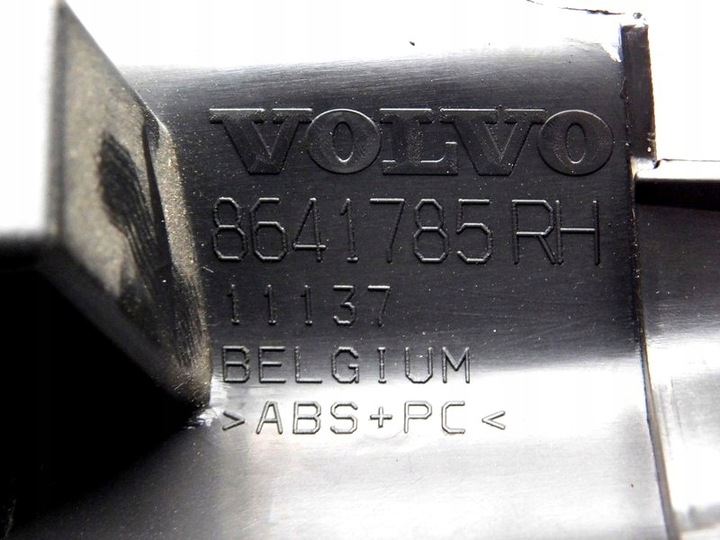 VOLVO
8641785 RH
11137
BELGIUM
>ABS+PC<